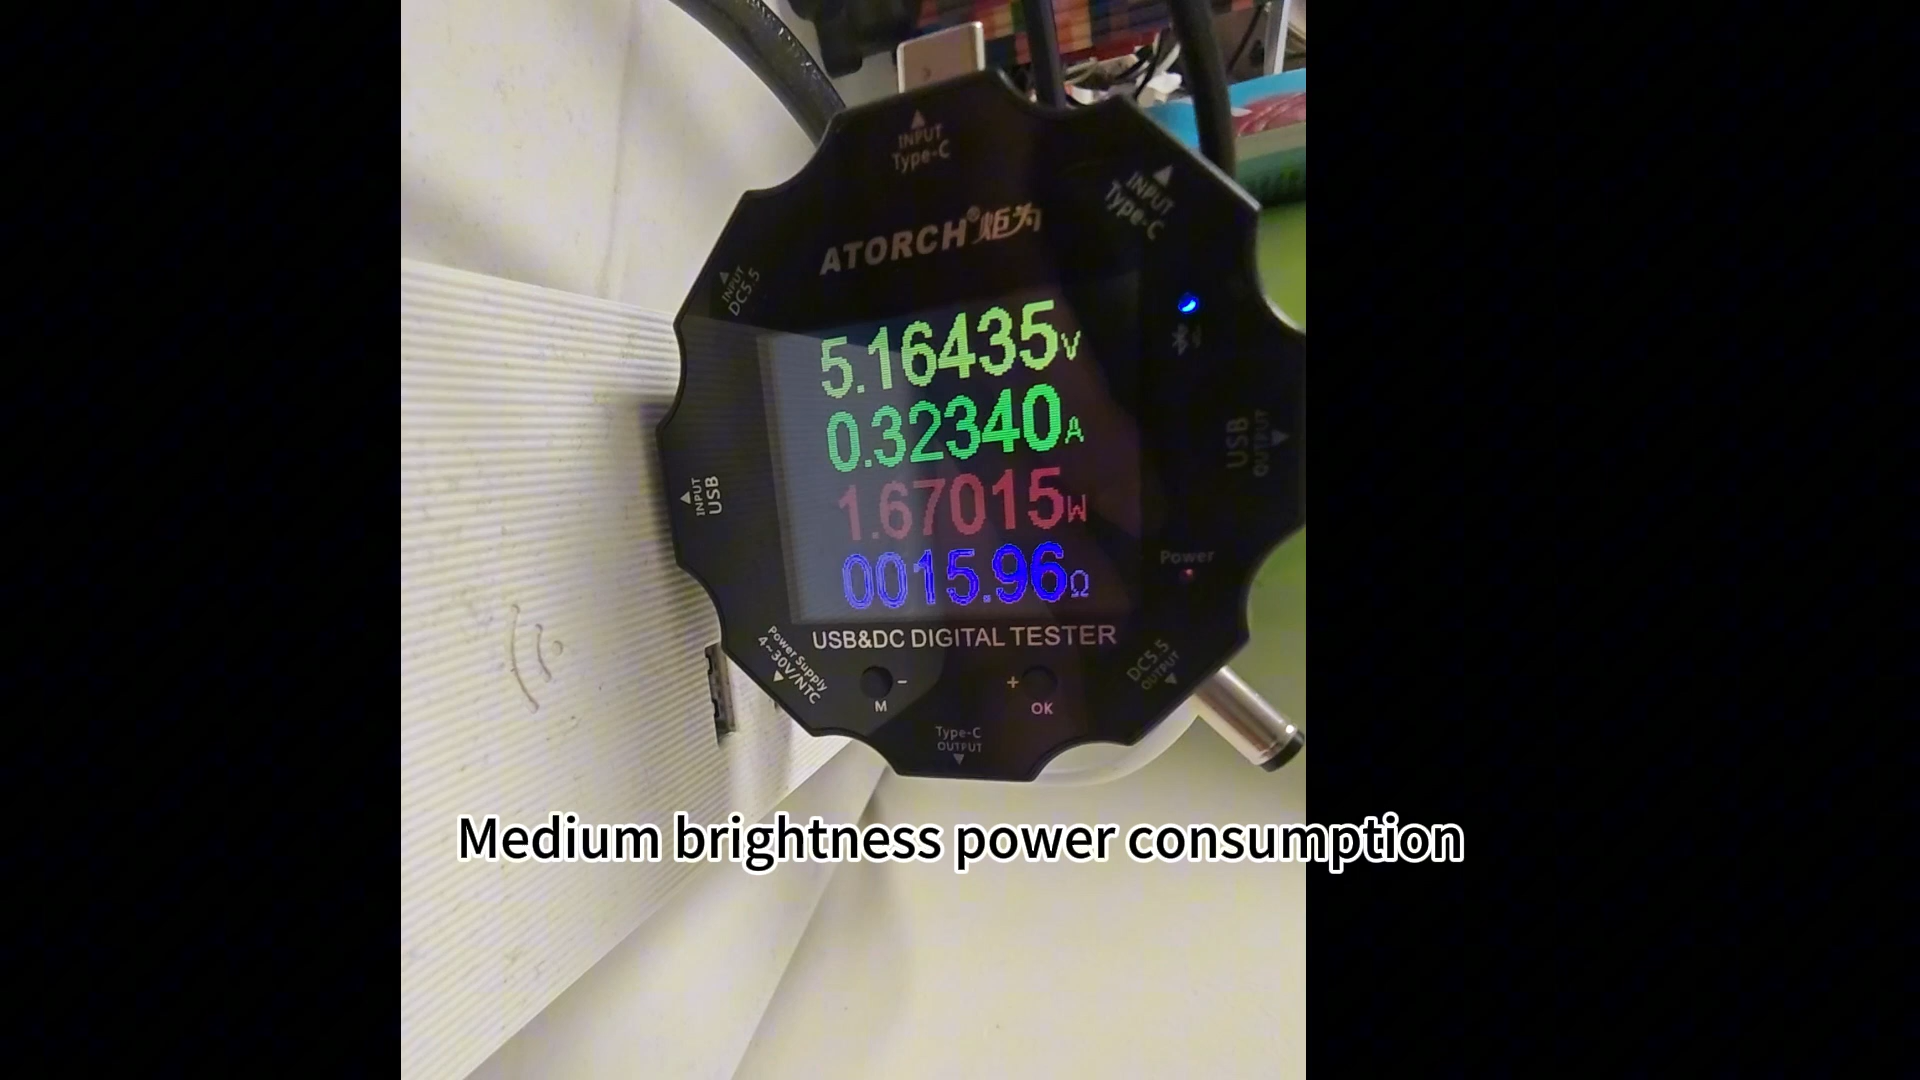 INPUT
Type-C
INPUT
Type-C
ATORCH®炬为
INPUT
DC5.5
5.16435V
0.32340A
1.67015W
0015.96Ω
USB
OUTPUT
INPUT
USB
Power
USB&DC DIGITAL TESTER
Power Supply
4~30V/NTC
DC5.5
OUTPUT
-
+
M
OK
Type-C
OUTPUT
Medium brightness power consumption